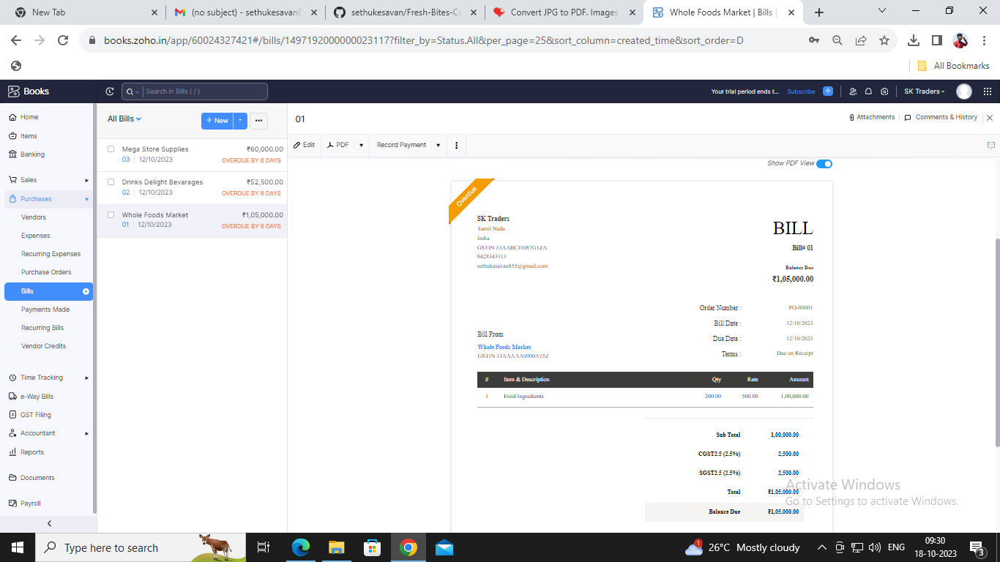 New Tab
(no subject) - sethukesavan8
sethukesavan/Fresh-Bites-Ca
Convert JPG to PDF. Images
Whole Foods Market | Bills |
books.zoho.in/app/60024327421#/bills/1497192000000023117?filter_by=Status.All&per_page=25&sort_column=created_time&sort_order=D
All Bookmarks
Books
Search in Bills ( / )
Your trial period ends t...
Subscribe
SK Traders
Home
Items
Banking
Sales
Purchases
Vendors
Expenses
Recurring Expenses
Purchase Orders
Bills
Payments Made
Recurring Bills
Vendor Credits
Time Tracking
e-Way Bills
GST Filing
Accountant
Reports
Documents
Payroll
All Bills
+ New
Mega Store Supplies ₹60,000.00
03 | 12/10/2023 OVERDUE BY 6 DAYS
Drinks Delight Bevarages ₹52,500.00
02 | 12/10/2023 OVERDUE BY 6 DAYS
Whole Foods Market ₹1,05,000.00
01 | 12/10/2023 OVERDUE BY 6 DAYS
01
Attachments
Comments & History
Edit
PDF
Record Payment
Show PDF View
Overdue
SK Traders
Tamil Nadu
India
GSTIN 33AABCJ1087G1ZA
8428343113
sethukesavan855@gmail.com
BILL
Bill# 01
Balance Due
₹1,05,000.00
Order Number : PO-00001
Bill Date : 12/10/2023
Due Date : 12/10/2023
Terms : Due on Receipt
Bill From
Whole Foods Market
GSTIN 33AAAAA0000A15Z
# Item & Description Qty Rate Amount
1 Food Ingredients 200.00 500.00 1,00,000.00
Sub Total 1,00,000.00
CGST2.5 (2.5%) 2,500.00
SGST2.5 (2.5%) 2,500.00
Total ₹1,05,000.00
Balance Due ₹1,05,000.00
Activate Windows
Go to Settings to activate Windows.
Type here to search
1
26°C Mostly cloudy
ENG
09:30
18-10-2023
3